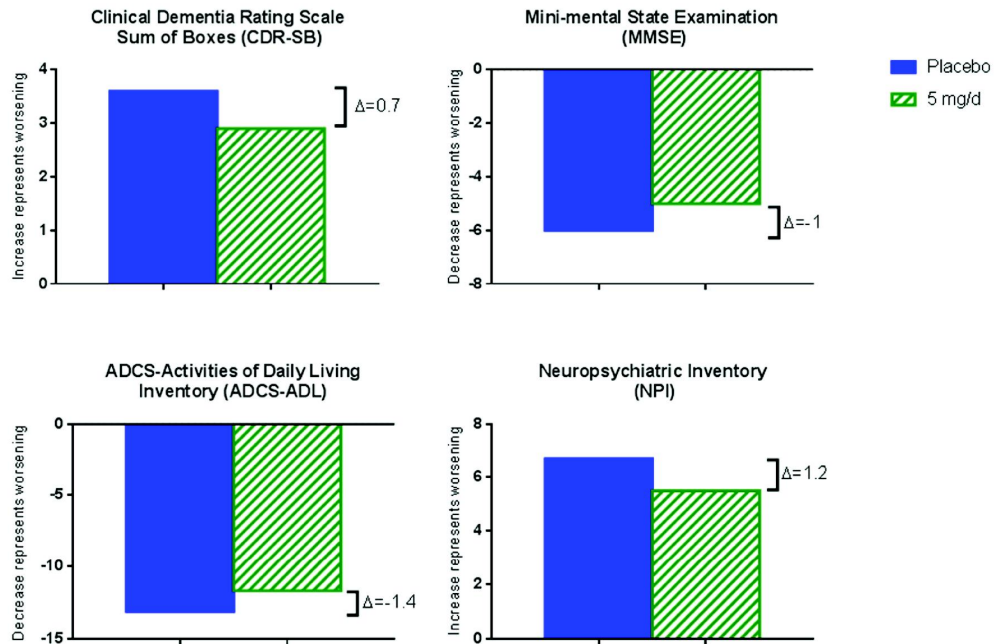 Clinical Dementia Rating Scale
Sum of Boxes (CDR-SB)
Increase represents worsening
4
3
2
1
0
Δ=0.7
Mini-mental State Examination
(MMSE)
Decrease represents worsening
0
-2
-4
-6
-8
Δ=-1
Placebo
5 mg/d
ADCS-Activities of Daily Living
Inventory (ADCS-ADL)
Decrease represents worsening
0
-5
-10
-15
Δ=-1.4
Neuropsychiatric Inventory
(NPI)
Increase represents worsening
8
6
4
2
0
Δ=1.2